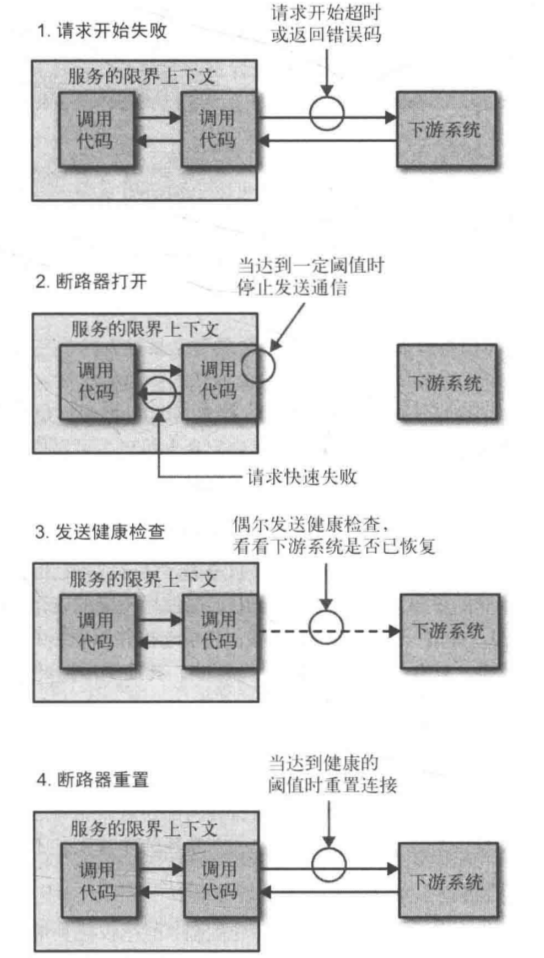 1. 请求开始失败
请求开始超时
或返回错误码
服务的限界上下文
调用
代码
调用
代码
下游系统
2. 断路器打开
当达到一定阈值时
停止发送通信
服务的限界上下文
调用
代码
调用
代码
下游系统
请求快速失败
3. 发送健康检查
偶尔发送健康检查，
看看下游系统是否已恢复
服务的限界上下文
调用
代码
调用
代码
下游系统
4. 断路器重置
当达到健康的
阈值时重置连接
服务的限界上下文
调用
代码
调用
代码
下游系统